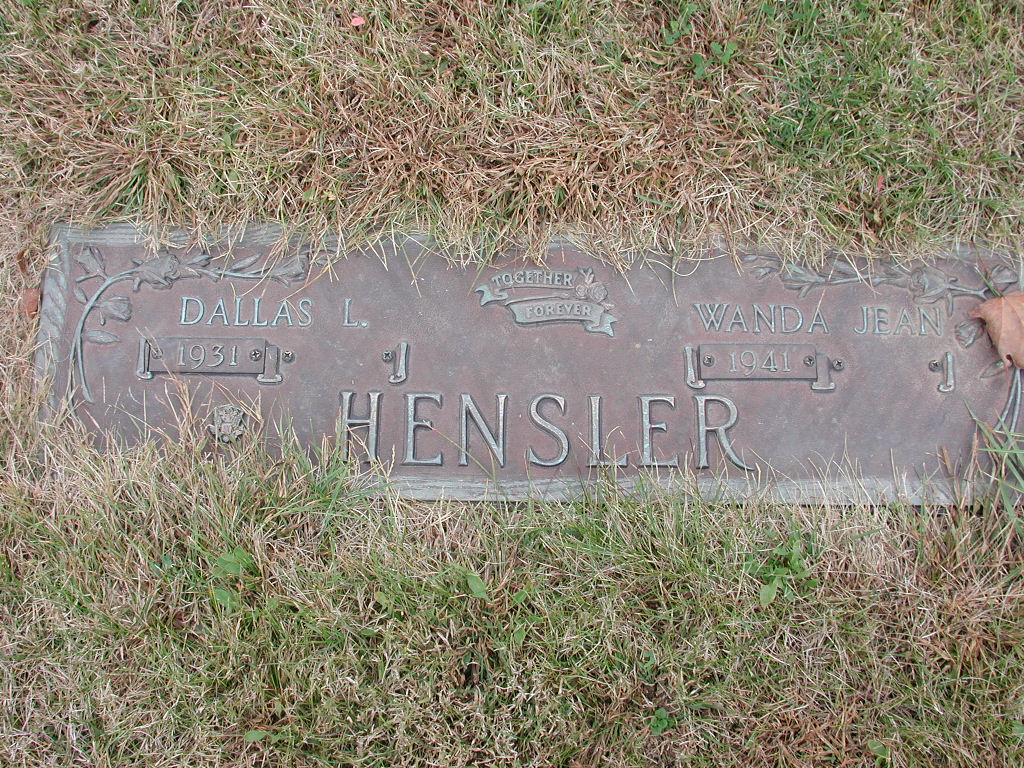 TOGETHER
FOREVER
DALLAS L. WANDA JEAN
1931 1941
HENSLER